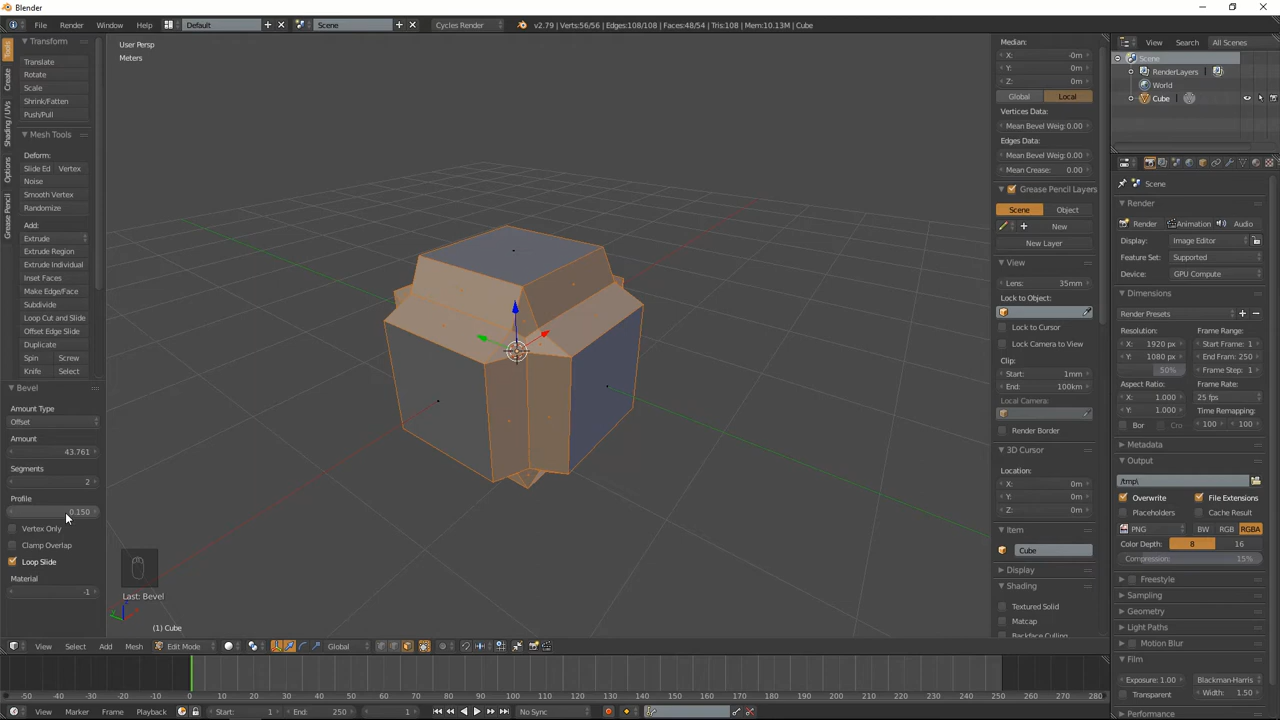 Blender
File Render Window Help Default Scene Cycles Render v2.79 | Verts:56/56 | Edges:108/108 | Faces:48/54 | Tris:108 | Mem:10.13M | Cube
Tools
Create
Shading / UVs
Options
Grease Pencil
Transform
Translate
Rotate
Scale
Shrink/Fatten
Push/Pull
Mesh Tools
Deform:
Slide Ed Vertex
Noise
Smooth Vertex
Randomize
Add:
Extrude
Extrude Region
Extrude Individual
Inset Faces
Make Edge/Face
Subdivide
Loop Cut and Slide
Offset Edge Slide
Duplicate
Spin Screw
Knife Select
Bevel
Amount Type
Offset
Amount
43.761
Segments
2
Profile
0.150
Vertex Only
Clamp Overlap
Loop Slide
Material
-1
User Persp
Meters
Last: Bevel
(1) Cube
Median:
X: -0m
Y: 0m
Z: 0m
Global Local
Vertices Data:
Mean Bevel Weig: 0.00
Edges Data:
Mean Bevel Weig: 0.00
Mean Crease: 0.00
Grease Pencil Layers
Scene Object
New
New Layer
View
Lens: 35mm
Lock to Object:
Lock to Cursor
Lock Camera to View
Clip:
Start: 1mm
End: 100km
Local Camera:
Render Border
3D Cursor
Location:
X: 0m
Y: 0m
Z: 0m
Item
Cube
Display
Shading
Textured Solid
Matcap
Backface Culling
View Search All Scenes
Scene
RenderLayers
World
Cube
Scene
Render
Render Animation Audio
Display: Image Editor
Feature Set: Supported
Device: GPU Compute
Dimensions
Render Presets
Resolution: Frame Range:
X: 1920 px Start Frame: 1
Y: 1080 px End Fram: 250
50% Frame Step: 1
Aspect Ratio: Frame Rate:
X: 1.000 25 fps
Y: 1.000 Time Remapping:
Bor Cro 100 100
Metadata
Output
/tmp\
Overwrite File Extensions
Placeholders Cache Result
PNG BW RGB RGBA
Color Depth: 8 16
Compression: 15%
Freestyle
Sampling
Geometry
Light Paths
Motion Blur
Film
Exposure: 1.00 Blackman-Harris
Transparent Width: 1.50
Performance
View Select Add Mesh Edit Mode Global
-50 -40 -30 -20 -10 0 10 20 30 40 50 60 70 80 90 100 110 120 130 140 150 160 170 180 190 200 210 220 230 240 250 260 270 280
View Marker Frame Playback Start: 1 End: 250 1 No Sync